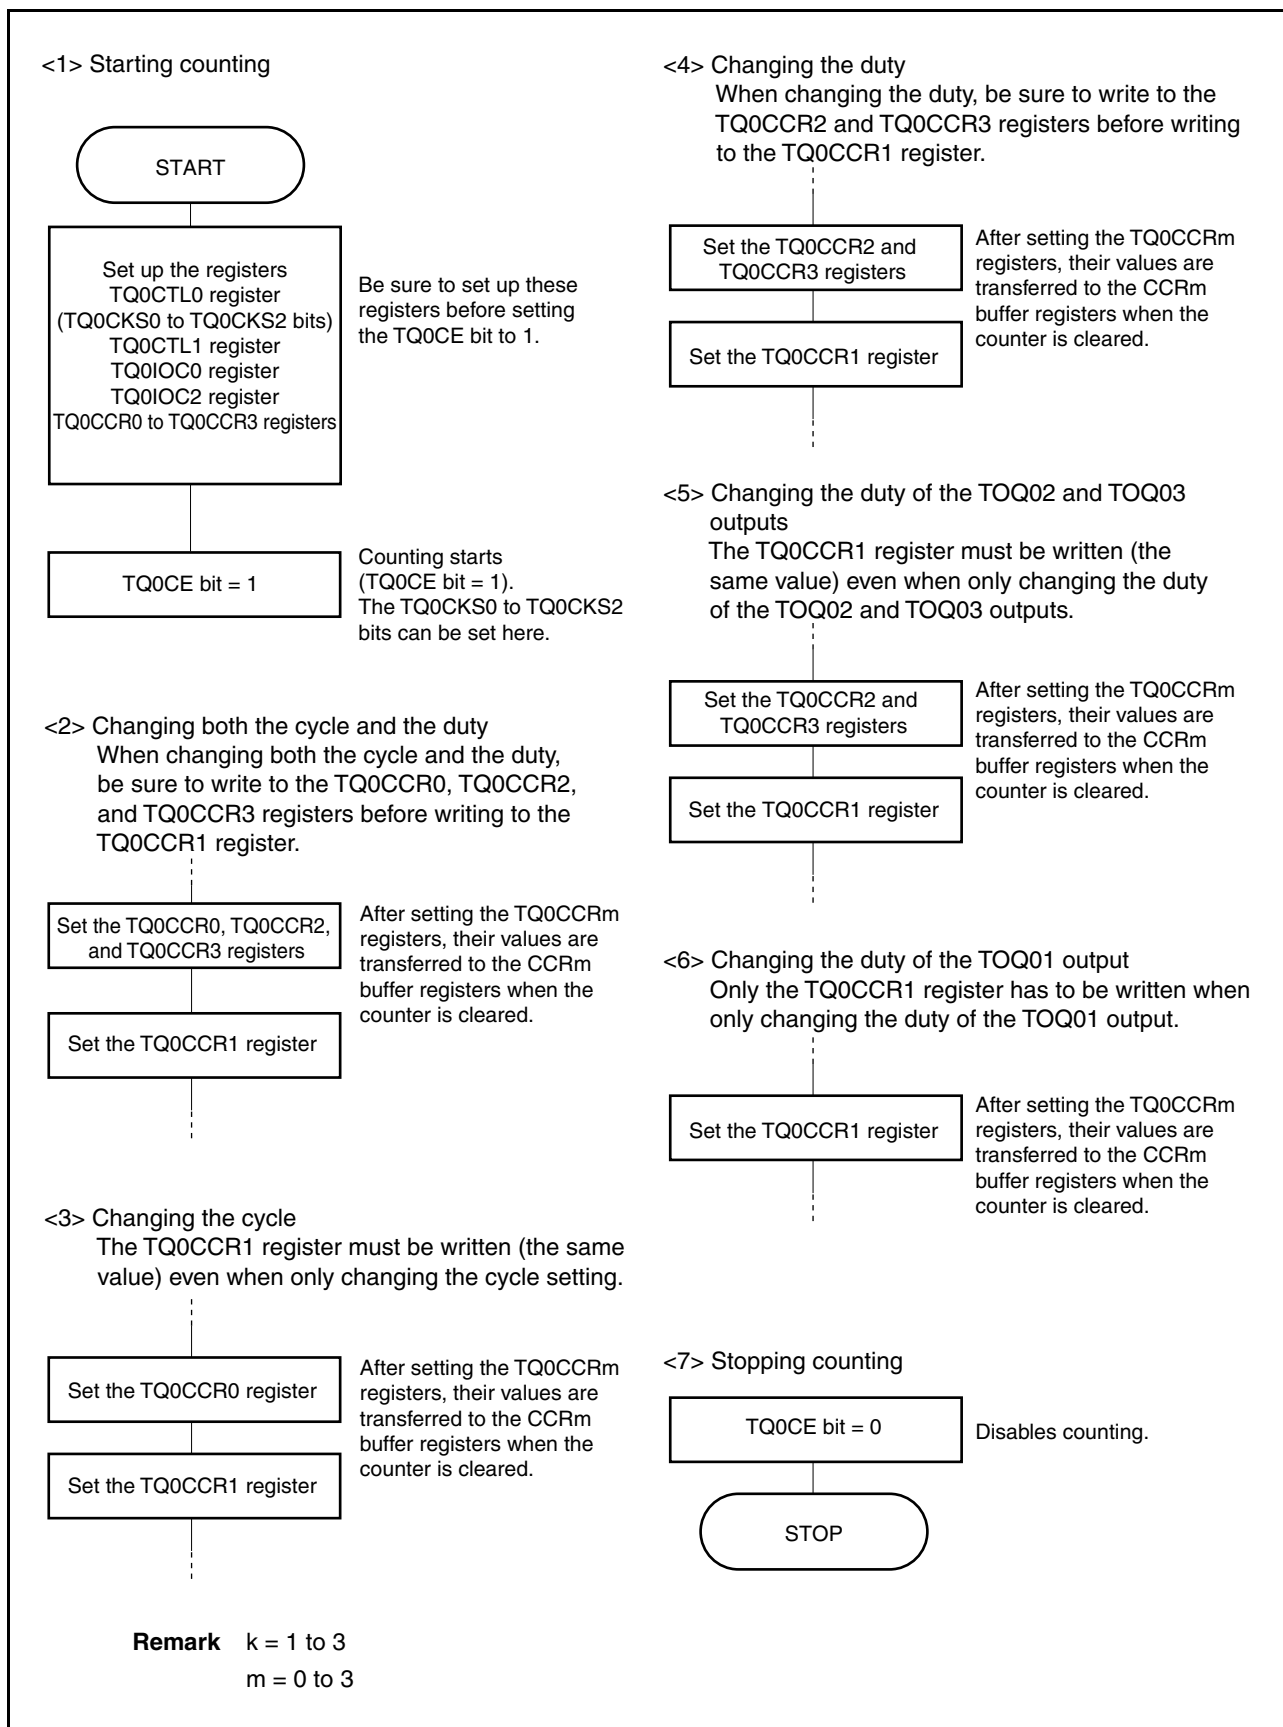 <1> Starting counting
START
Set up the registers
TQ0CTL0 register
(TQ0CKS0 to TQ0CKS2 bits)
TQ0CTL1 register
TQ0IOC0 register
TQ0IOC2 register
TQ0CCR0 to TQ0CCR3 registers
Be sure to set up these
registers before setting
the TQ0CE bit to 1.
TQ0CE bit = 1
Counting starts
(TQ0CE bit = 1).
The TQ0CKS0 to TQ0CKS2
bits can be set here.
<2> Changing both the cycle and the duty
When changing both the cycle and the duty,
be sure to write to the TQ0CCR0, TQ0CCR2,
and TQ0CCR3 registers before writing to the
TQ0CCR1 register.
Set the TQ0CCR0, TQ0CCR2,
and TQ0CCR3 registers
After setting the TQ0CCRm
registers, their values are
transferred to the CCRm
buffer registers when the
counter is cleared.
Set the TQ0CCR1 register
<3> Changing the cycle
The TQ0CCR1 register must be written (the same
value) even when only changing the cycle setting.
Set the TQ0CCR0 register
After setting the TQ0CCRm
registers, their values are
transferred to the CCRm
buffer registers when the
counter is cleared.
Set the TQ0CCR1 register
<4> Changing the duty
When changing the duty, be sure to write to the
TQ0CCR2 and TQ0CCR3 registers before writing
to the TQ0CCR1 register.
Set the TQ0CCR2 and
TQ0CCR3 registers
After setting the TQ0CCRm
registers, their values are
transferred to the CCRm
buffer registers when the
counter is cleared.
Set the TQ0CCR1 register
<5> Changing the duty of the TOQ02 and TOQ03
outputs
The TQ0CCR1 register must be written (the
same value) even when only changing the duty
of the TOQ02 and TOQ03 outputs.
Set the TQ0CCR2 and
TQ0CCR3 registers
After setting the TQ0CCRm
registers, their values are
transferred to the CCRm
buffer registers when the
counter is cleared.
Set the TQ0CCR1 register
<6> Changing the duty of the TOQ01 output
Only the TQ0CCR1 register has to be written when
only changing the duty of the TOQ01 output.
Set the TQ0CCR1 register
After setting the TQ0CCRm
registers, their values are
transferred to the CCRm
buffer registers when the
counter is cleared.
<7> Stopping counting
TQ0CE bit = 0
Disables counting.
STOP
Remark k = 1 to 3
m = 0 to 3